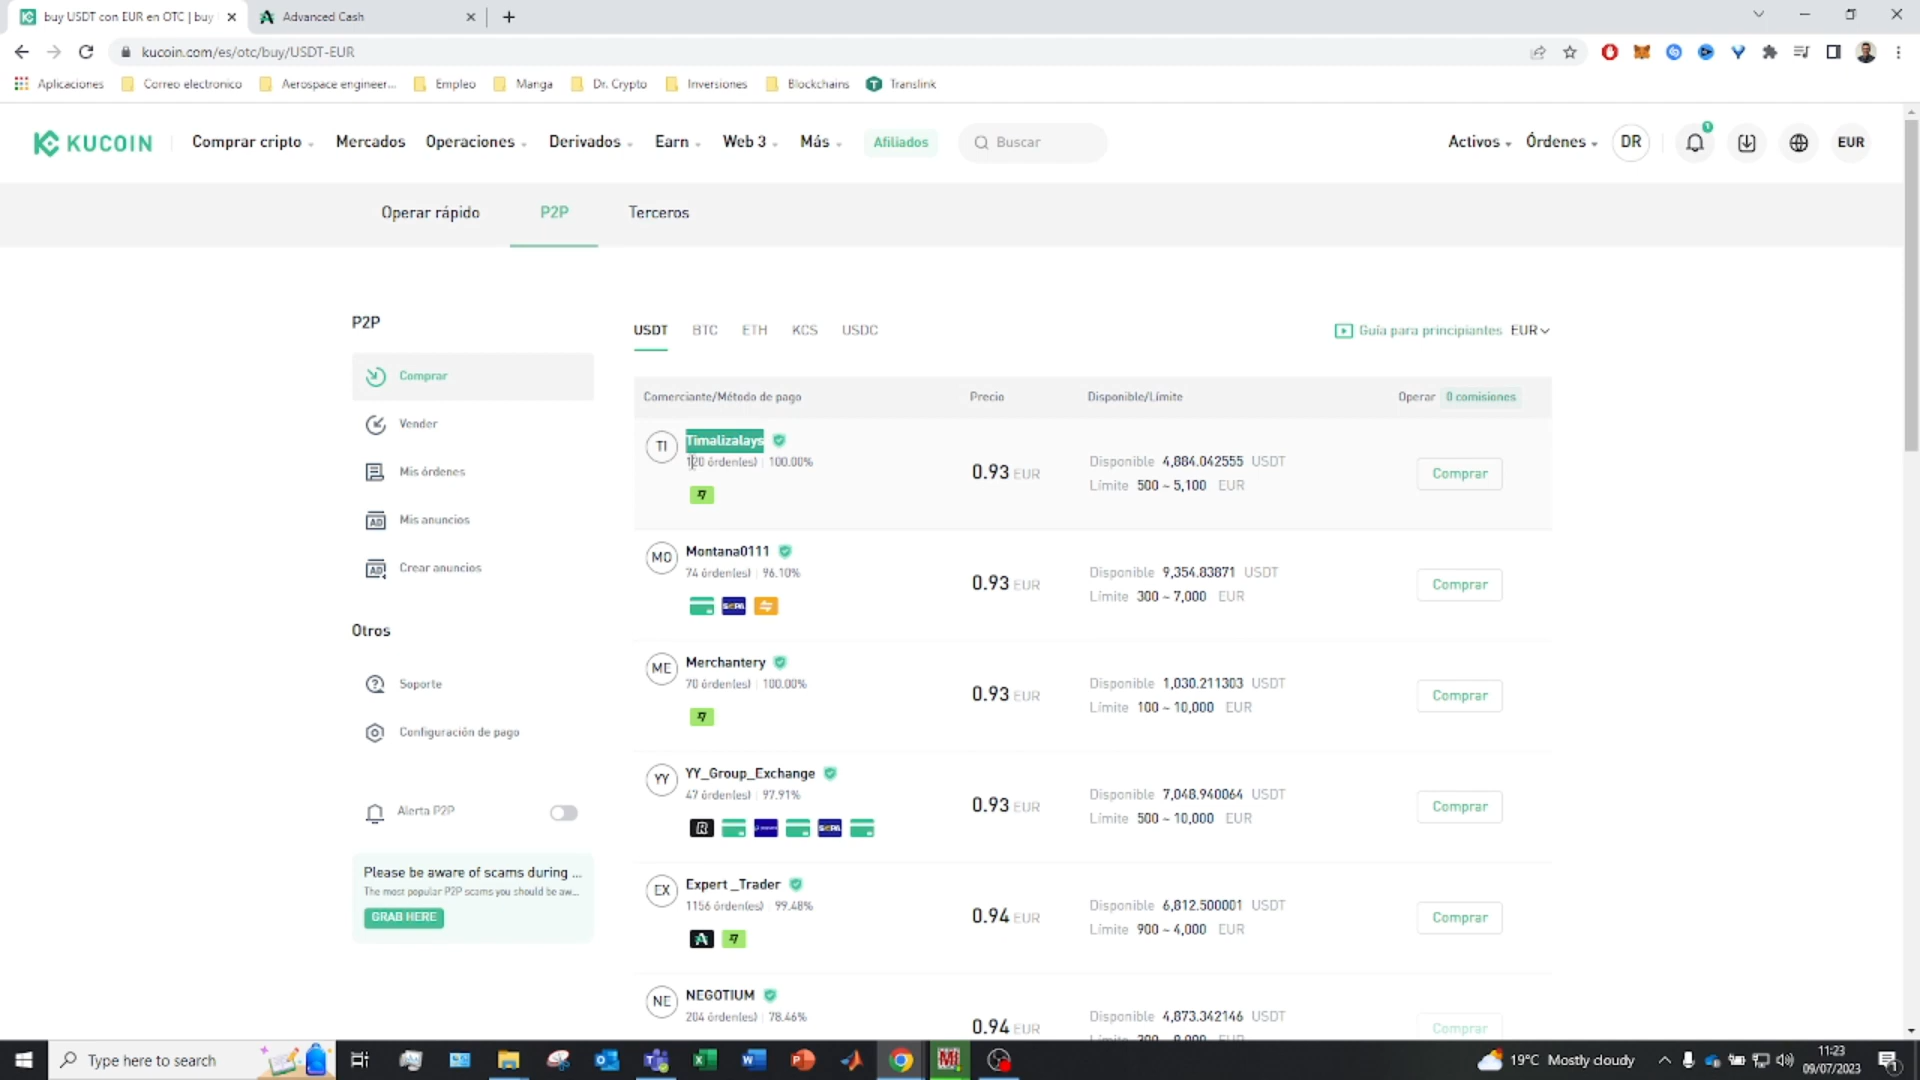 buy USDT con EUR en OTC | buy
Advanced Cash
kucoin.com/es/otc/buy/USDT-EUR
Aplicaciones
Correo electronico
Aerospace engineer...
Empleo
Manga
Dr. Crypto
Inversiones
Blockchains
Translink
KUCOIN
Comprar cripto
Mercados
Operaciones
Derivados
Earn
Web 3
Más
Afiliados
Buscar
Activos
Órdenes
DR
1
EUR
Operar rápido
P2P
Terceros
P2P
Comprar
Vender
Mis órdenes
Mis anuncios
Crear anuncios
Otros
Soporte
Configuración de pago
Alerta P2P
Please be aware of scams during ...
The most popular P2P scams you should be aw...
GRAB HERE
USDT BTC ETH KCS USDC
Guía para principiantes EUR
Comerciante/Método de pago Precio Disponible/Límite Operar 0 comisiones
TI Timalizalays
120 órden(es) | 100.00%
0.93 EUR
Disponible 4,884.042555 USDT
Límite 500 ~ 5,100 EUR
Comprar
MO Montana0111
74 órden(es) | 96.10%
SEPA
0.93 EUR
Disponible 9,354.83871 USDT
Límite 300 ~ 7,000 EUR
Comprar
ME Merchantery
70 órden(es) | 100.00%
0.93 EUR
Disponible 1,030.211303 USDT
Límite 100 ~ 10,000 EUR
Comprar
YY YY_Group_Exchange
47 órden(es) | 97.91%
SEPA
0.93 EUR
Disponible 7,048.940064 USDT
Límite 500 ~ 10,000 EUR
Comprar
EX Expert _Trader
1156 órden(es) 99.48%
0.94 EUR
Disponible 6,812.500001 USDT
Límite 900 ~ 4,000 EUR
Comprar
NE NEGOTIUM
204 órden(es) | 78.46%
0.94 EUR
Disponible 4,873.342146 USDT
Comprar
Type here to search
19°C Mostly cloudy
11:23
09/07/2023